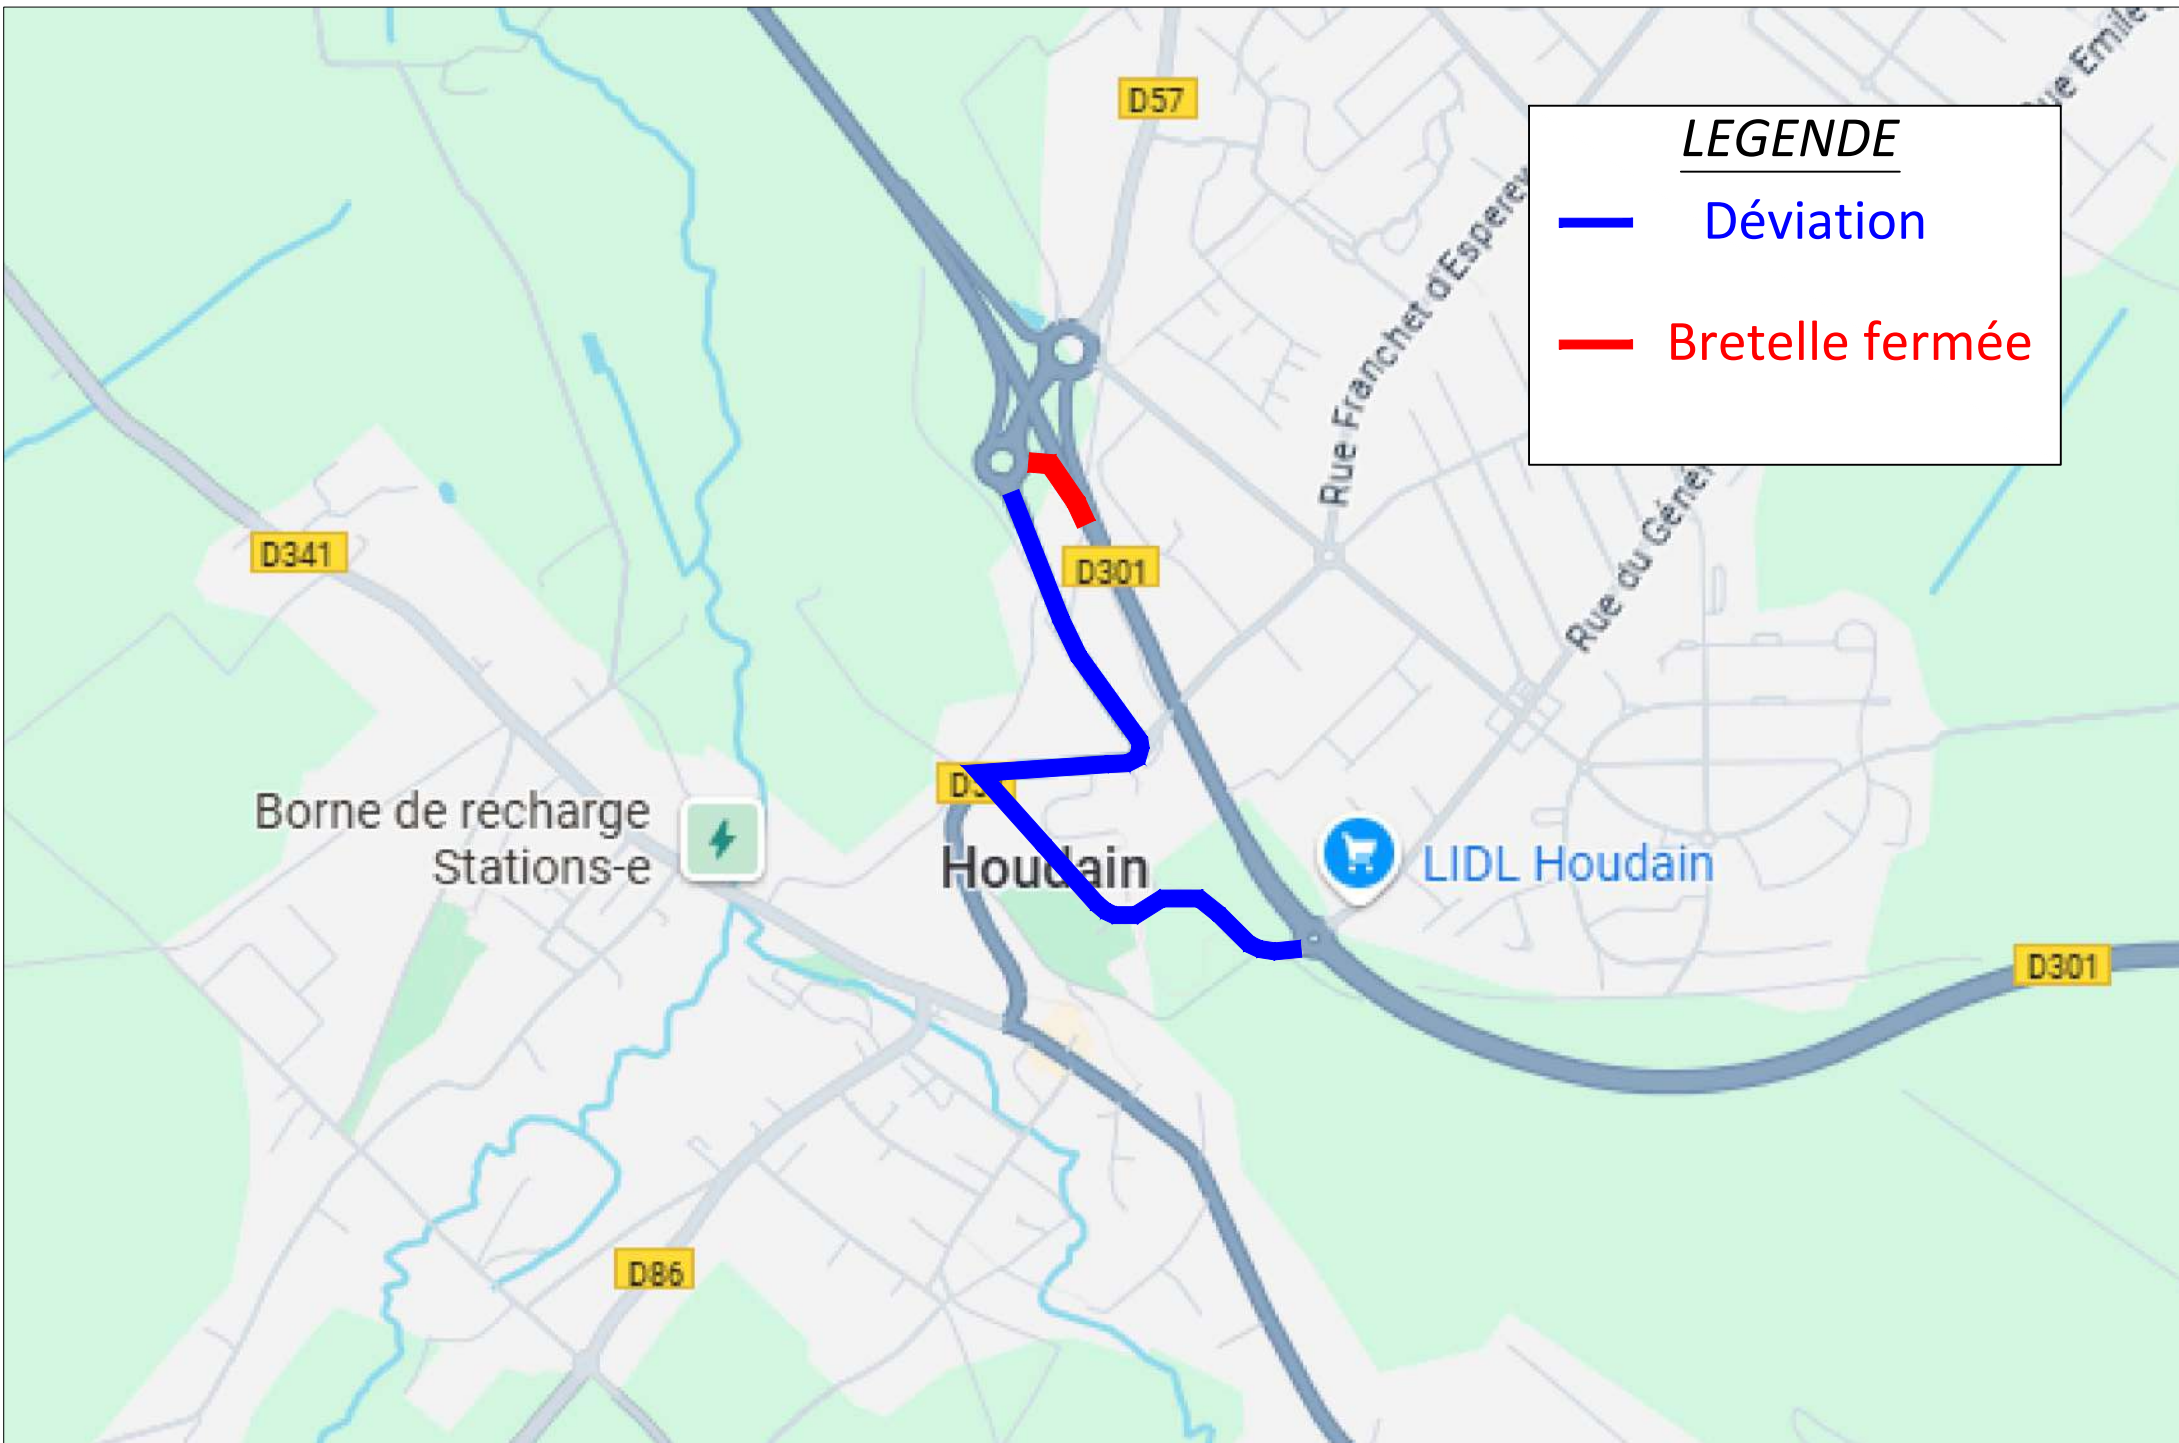 D57
LEGENDE
Déviation
Bretelle fermée
Rue Franchet d'Esperey
D341
D301
Rue du Génér
Borne de recharge
Stations-e
Houdain
LIDL Houdain
D301
D86